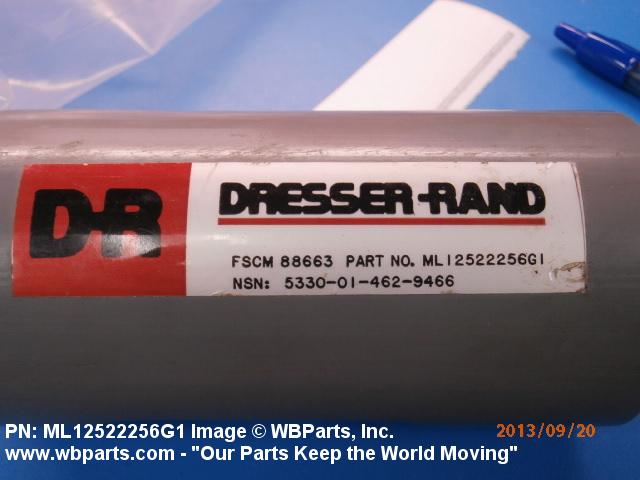 D-R
DRESSER-RAND
FSCM 88663 PART NO. ML12522256G1
NSN: 5330-01-462-9466
PN: ML12522256G1 Image © WBParts, Inc.
2013/09/20
www.wbparts.com - "Our Parts Keep the World Moving"